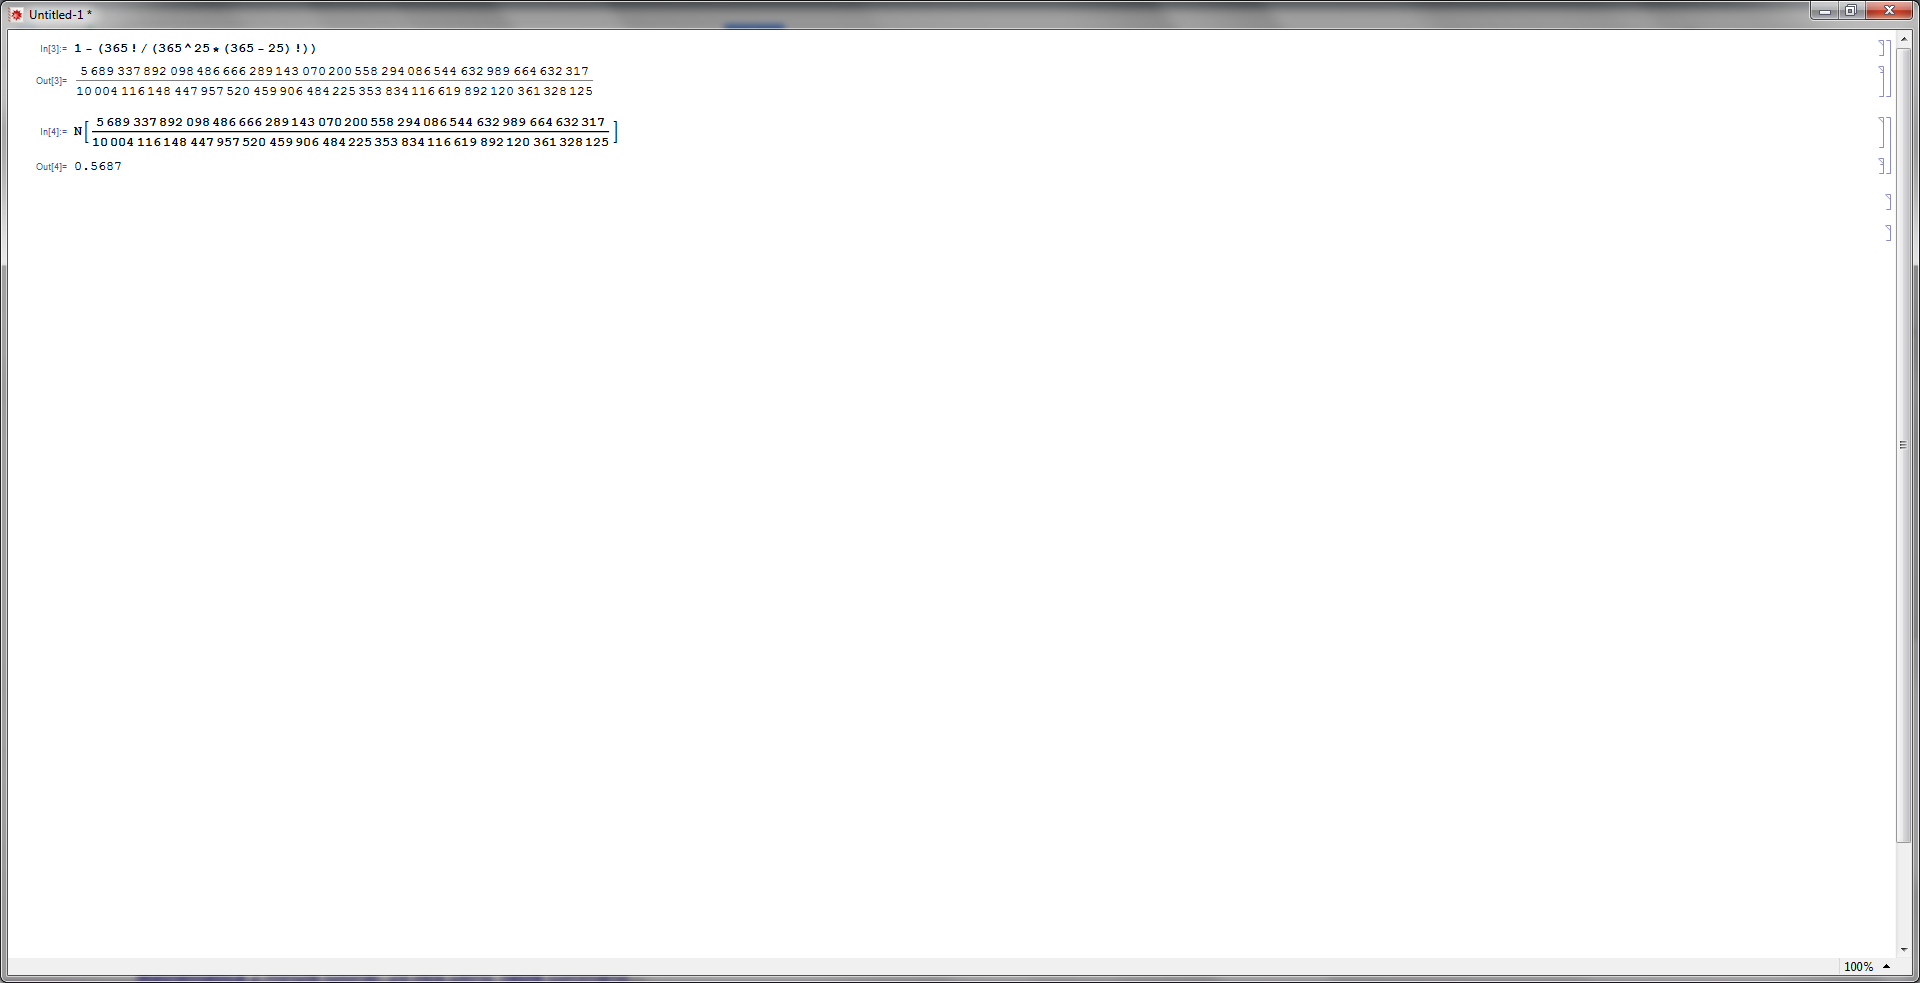 Untitled-1 *
In[3]:= 1 - (365! / (365^25 * (365 - 25)!))
5 689 337 892 098 486 666 289 143 070 200 558 294 086 544 632 989 664 632 317
Out[3]=
10 004 116 148 447 957 520 459 906 484 225 353 834 116 619 892 120 361 328 125
5 689 337 892 098 486 666 289 143 070 200 558 294 086 544 632 989 664 632 317
In[4]:= N[ ]
10 004 116 148 447 957 520 459 906 484 225 353 834 116 619 892 120 361 328 125
Out[4]= 0.5687
100%